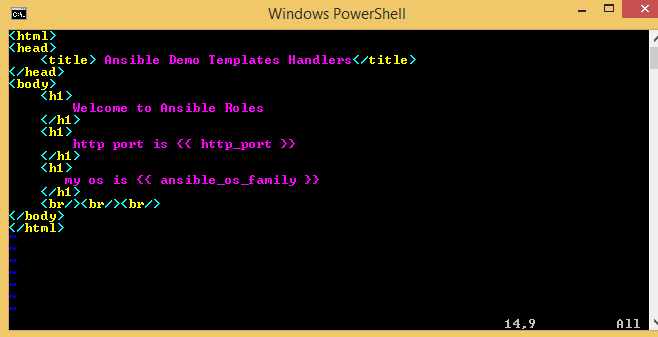 Windows PowerShell
<html>
<head>
    <title> Ansible Demo Templates Handlers</title>
</head>
<body>
    <h1>
        Welcome to Ansible Roles
    </h1>
    <h1>
        http port is {{ http_port }}
    </h1>
    <h1>
       my os is {{ ansible_os_family }}
    </h1>
    <br/><br/><br/>
</body>
</html>
~
~
~
~
~
~
~
14,9 All